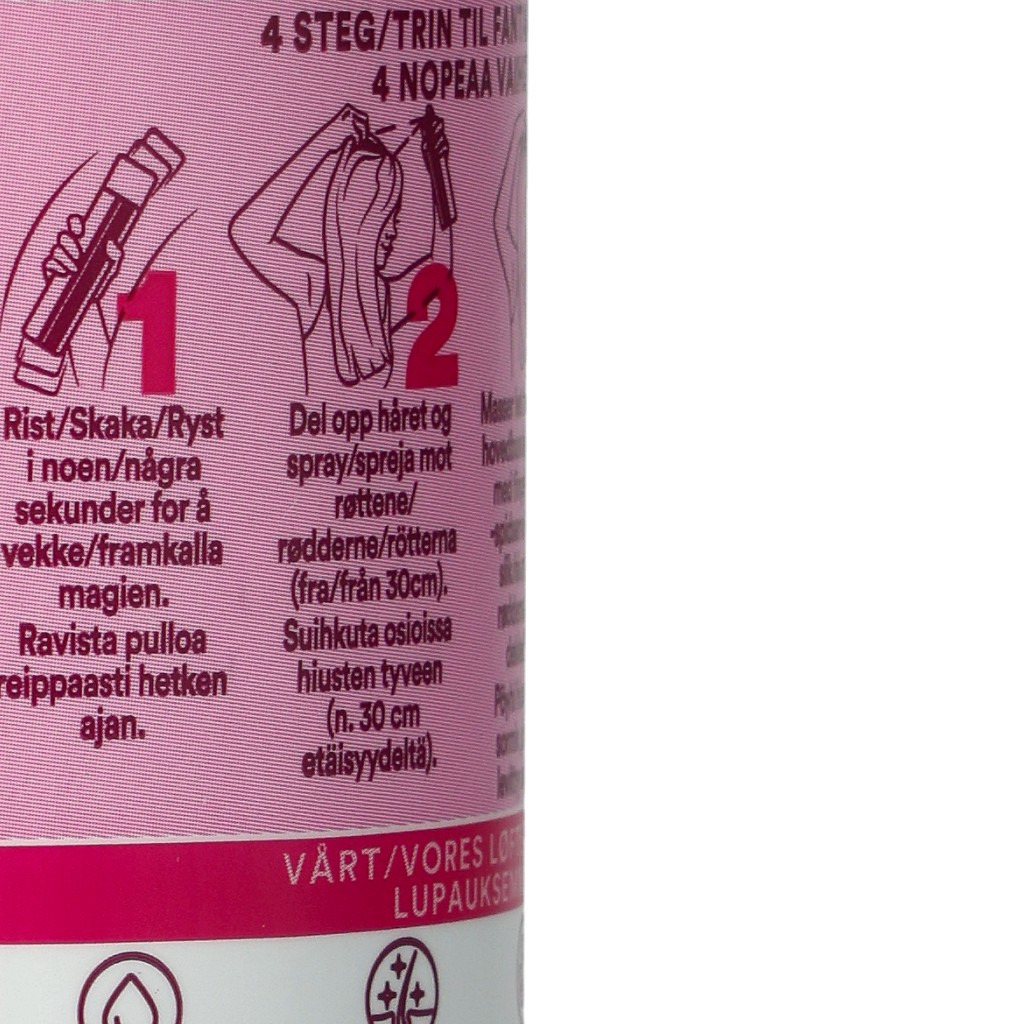 4 STEG/TRIN TIL
4 NOPEAA
1
Rist/Skaka/Ryst
i noen/några
sekunder for å
vekke/framkalla
magien.
Ravista pulloa
reippaasti hetken
ajan.
2
Del opp håret og
spray/spreja mot
røttene/
rødderne/rötterna
(fra/från 30cm).
Suihkuta osioissa
hiusten tyveen
(n. 30 cm
etäisyydeltä).
VÅRT/VORES